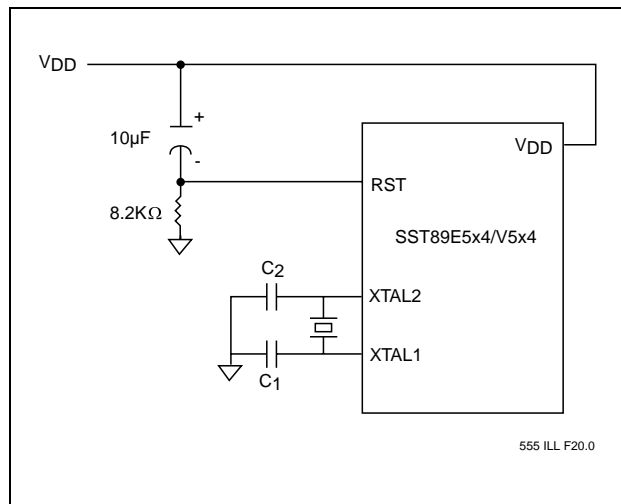 VDD
+
10µF
-
VDD
RST
8.2KΩ
SST89E5x4/V5x4
C2
XTAL2
XTAL1
C1
555 ILL F20.0